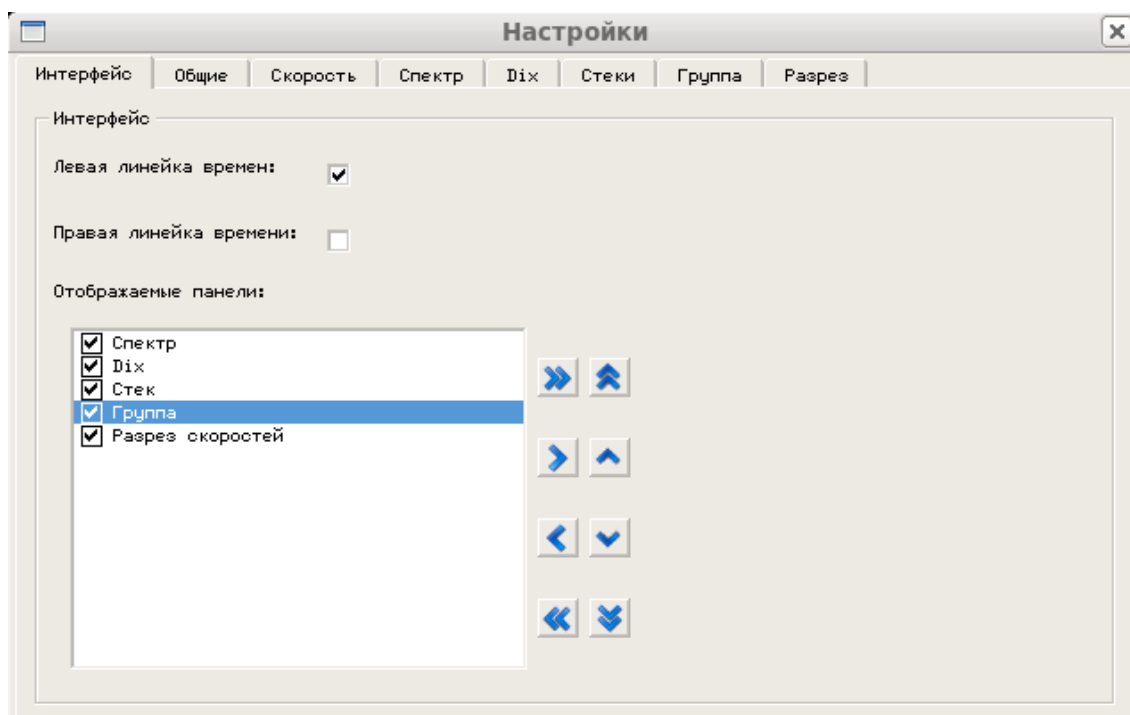 Настройки
Интерфейс Общие Скорость Спектр Dix Стеки Группа Разрез
Интерфейс
Левая линейка времен:
Правая линейка времени:
Отображаемые панели:
Спектр
Dix
Стек
Группа
Разрез скоростей